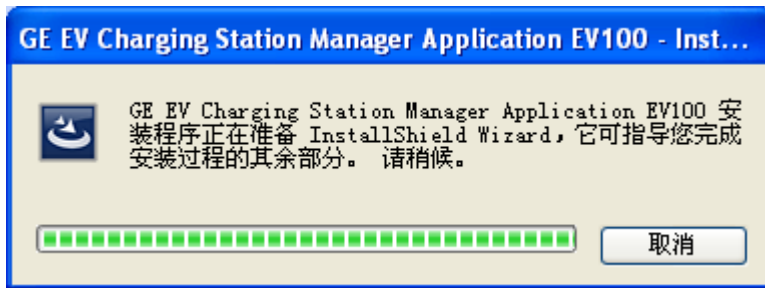 GE EV Charging Station Manager Application EV100 - Inst...
GE EV Charging Station Manager Application EV100 安
装程序正在准备 InstallShield Wizard，它可指导您完成
安装过程的其余部分。 请稍候。
取消